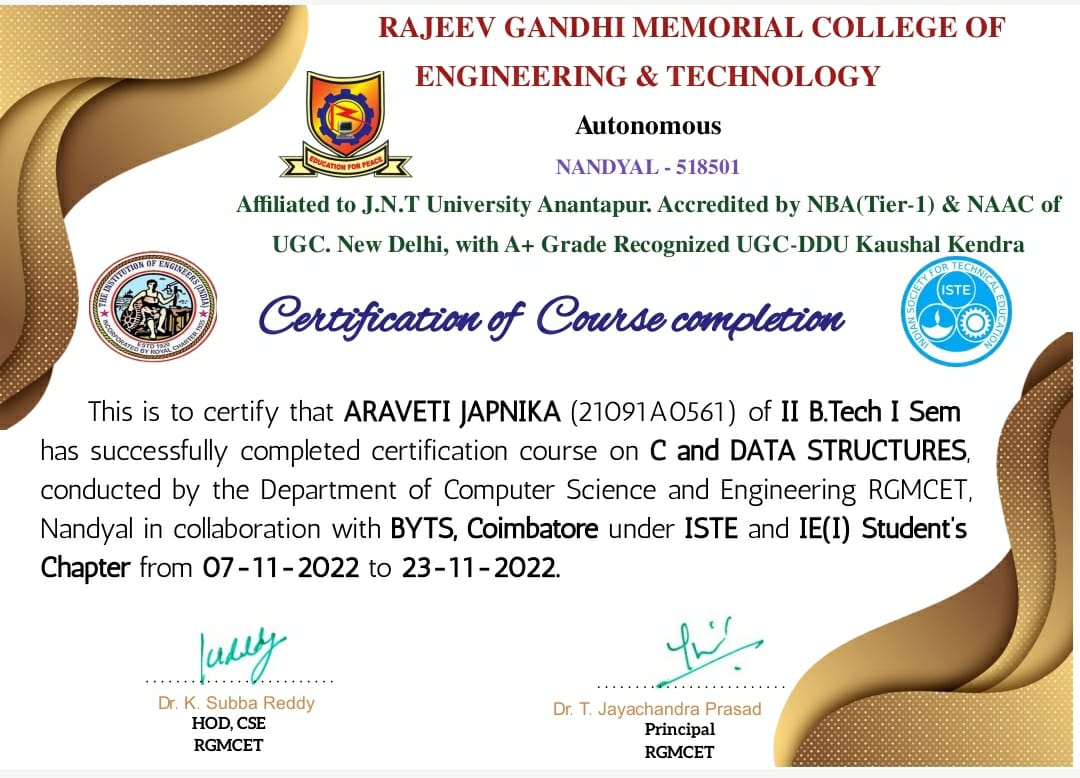 RAJEEV GANDHI MEMORIAL COLLEGE OF
ENGINEERING & TECHNOLOGY
Autonomous
EDUCATION FOR PEACE
NANDYAL - 518501
Affiliated to J.N.T University Anantapur. Accredited by NBA(Tier-1) & NAAC of
UGC. New Delhi, with A+ Grade Recognized UGC-DDU Kaushal Kendra
THE INSTITUTION OF ENGINEERS (INDIA)
ESTD 1920
INCORPORATED BY ROYAL CHARTER 1935
Certification of Course completion
INDIAN SOCIETY FOR TECHNICAL EDUCATION
ISTE
This is to certify that ARAVETI JAPNIKA (21091A0561) of II B.Tech I Sem
has successfully completed certification course on C and DATA STRUCTURES,
conducted by the Department of Computer Science and Engineering RGMCET,
Nandyal in collaboration with BYTS, Coimbatore under ISTE and IE(I) Student's
Chapter from 07-11-2022 to 23-11-2022.
Dr. K. Subba Reddy
HOD, CSE
RGMCET
Dr. T. Jayachandra Prasad
Principal
RGMCET